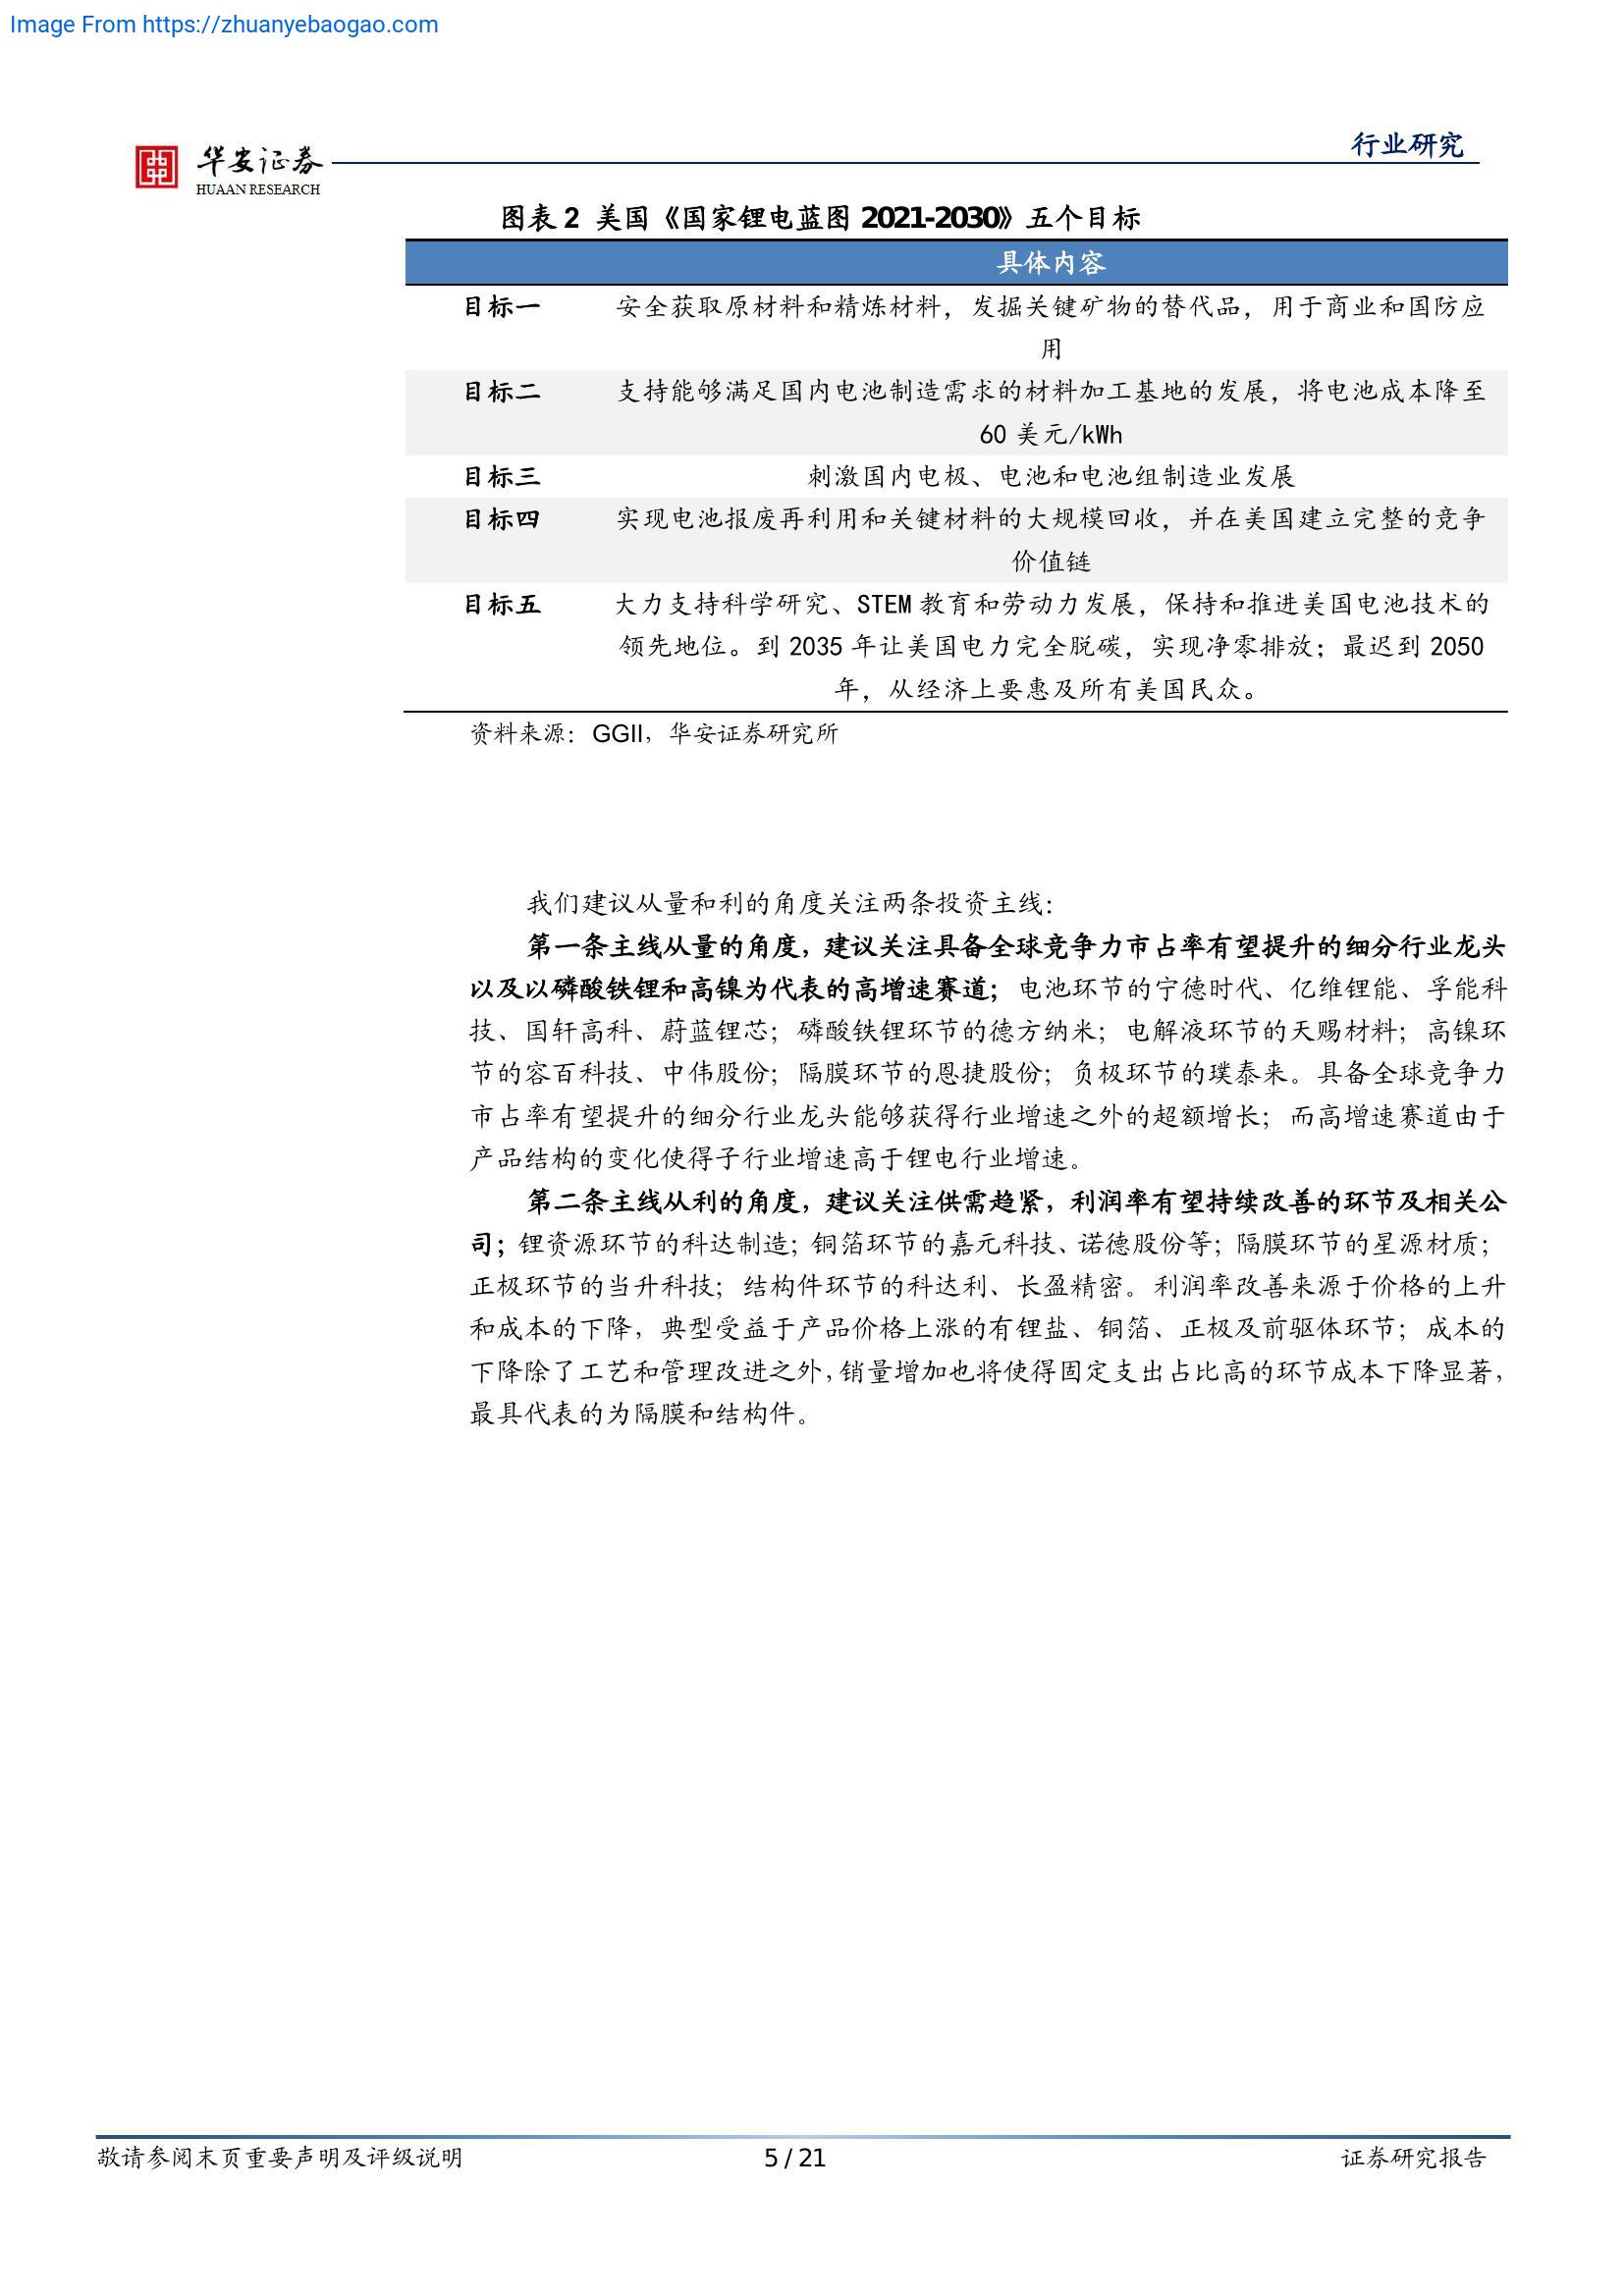 Image From https://zhuanyebaogao.com
华安证券
HUAAN RESEARCH
行业研究
图表 2 美国《国家锂电蓝图 2021-2030》五个目标
具体内容
目标一 安全获取原材料和精炼材料，发掘关键矿物的替代品，用于商业和国防应
用
目标二 支持能够满足国内电池制造需求的材料加工基地的发展，将电池成本降至
60 美元/kWh
目标三 刺激国内电极、电池和电池组制造业发展
目标四 实现电池报废再利用和关键材料的大规模回收，并在美国建立完整的竞争
价值链
目标五 大力支持科学研究、STEM 教育和劳动力发展，保持和推进美国电池技术的
领先地位。到 2035 年让美国电力完全脱碳，实现净零排放；最迟到 2050
年，从经济上要惠及所有美国民众。
资料来源：GGII，华安证券研究所
我们建议从量和利的角度关注两条投资主线：
第一条主线从量的角度，建议关注具备全球竞争力市占率有望提升的细分行业龙头
以及以磷酸铁锂和高镍为代表的高增速赛道；电池环节的宁德时代、亿维锂能、孚能科
技、国轩高科、蔚蓝锂芯；磷酸铁锂环节的德方纳米；电解液环节的天赐材料；高镍环
节的容百科技、中伟股份；隔膜环节的恩捷股份；负极环节的璞泰来。具备全球竞争力
市占率有望提升的细分行业龙头能够获得行业增速之外的超额增长；而高增速赛道由于
产品结构的变化使得子行业增速高于锂电行业增速。
第二条主线从利的角度，建议关注供需趋紧，利润率有望持续改善的环节及相关公
司；锂资源环节的科达制造；铜箔环节的嘉元科技、诺德股份等；隔膜环节的星源材质；
正极环节的当升科技；结构件环节的科达利、长盈精密。利润率改善来源于价格的上升
和成本的下降，典型受益于产品价格上涨的有锂盐、铜箔、正极及前驱体环节；成本的
下降除了工艺和管理改进之外，销量增加也将使得固定支出占比高的环节成本下降显著，
最具代表的为隔膜和结构件。
敬请参阅末页重要声明及评级说明
5 / 21
证券研究报告